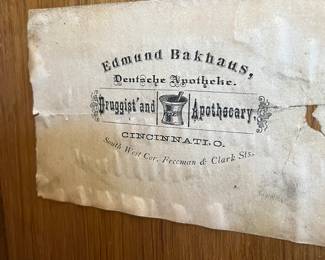 Edmund Bakhaus,
Deutsche Apotheke.
Druggist and Apothecary,
CINCINNATI, O.
South West Cor. Freeman & Clark Sts.